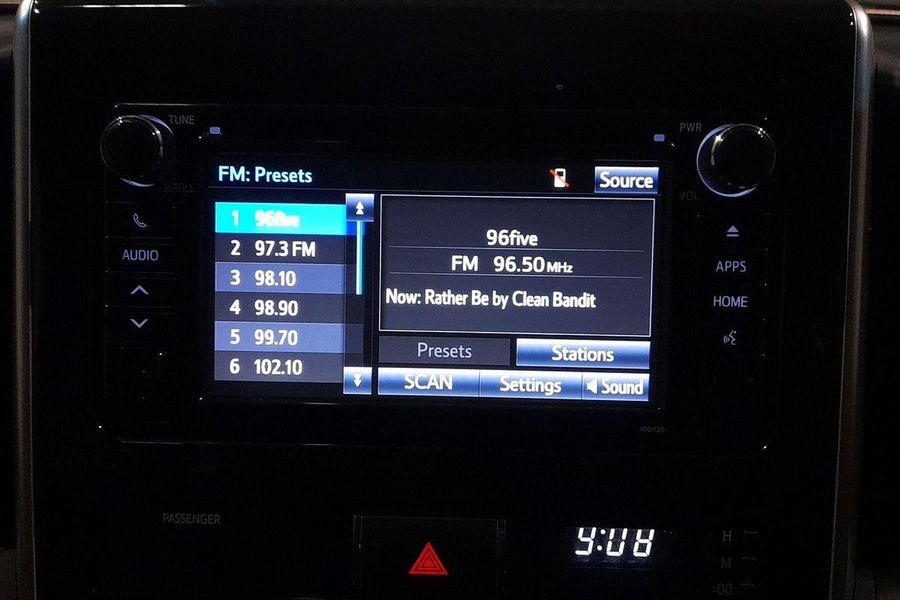 TUNE
PWR
SCROLL
VOL
FM: Presets
Source
1 96five
2 97.3 FM
3 98.10
4 98.90
5 99.70
6 102.10
96five
FM 96.50MHz
Now: Rather Be by Clean Bandit
Presets
Stations
SCAN
Settings
Sound
AUDIO
APPS
HOME
100726
PASSENGER
9:08
H
M
:00